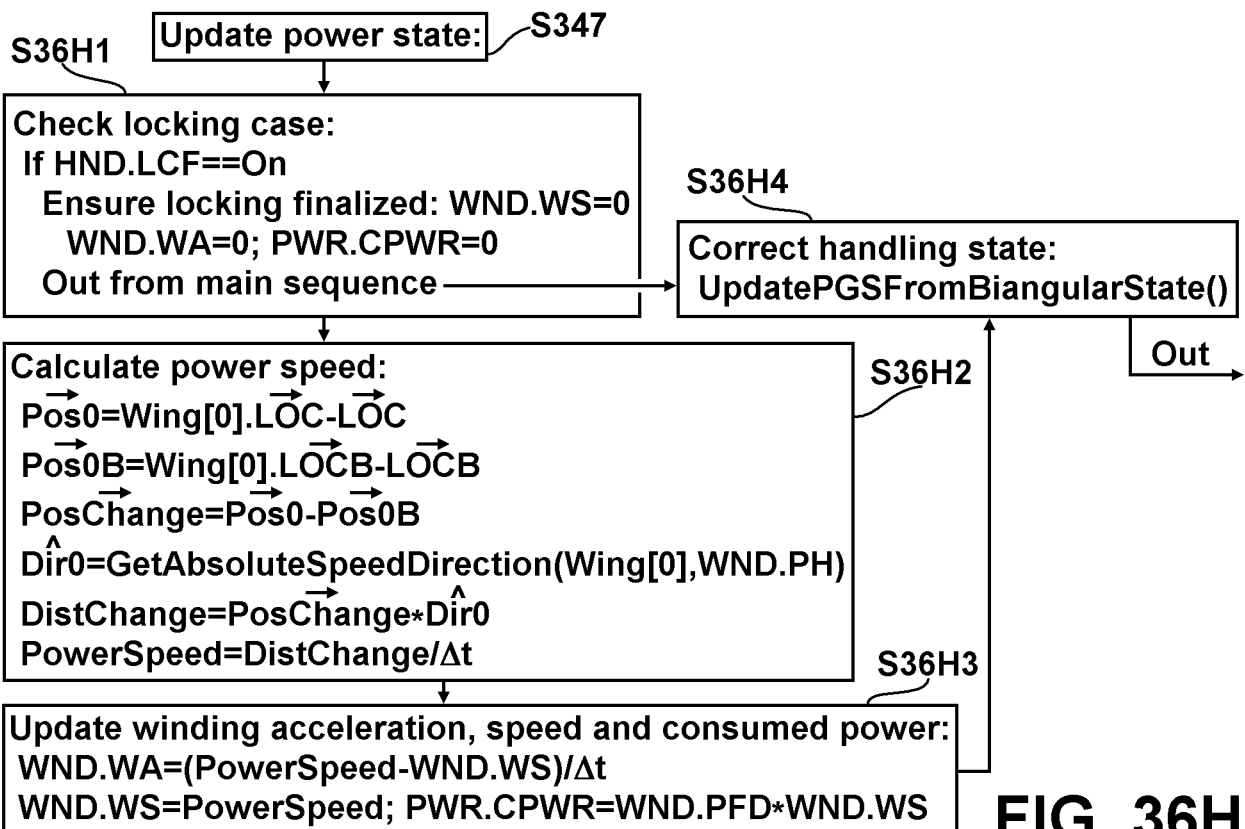 Update power state:
S347
S36H1
Check locking case:
If HND.LCF==On
Ensure locking finalized: WND.WS=0
WND.WA=0; PWR.CPWR=0
Out from main sequence
S36H4
Correct handling state:
UpdatePGSFromBiangularState()
Out
S36H2
Calculate power speed:
Pos0=Wing[0].LOC-LOC
Pos0B=Wing[0].LOCB-LOCB
PosChange=Pos0-Pos0B
Dir0=GetAbsoluteSpeedDirection(Wing[0],WND.PH)
DistChange=PosChange*Dir0
PowerSpeed=DistChange/Δt
S36H3
Update winding acceleration, speed and consumed power:
WND.WA=(PowerSpeed-WND.WS)/Δt
WND.WS=PowerSpeed; PWR.CPWR=WND.PFD*WND.WS
FIG. 36H